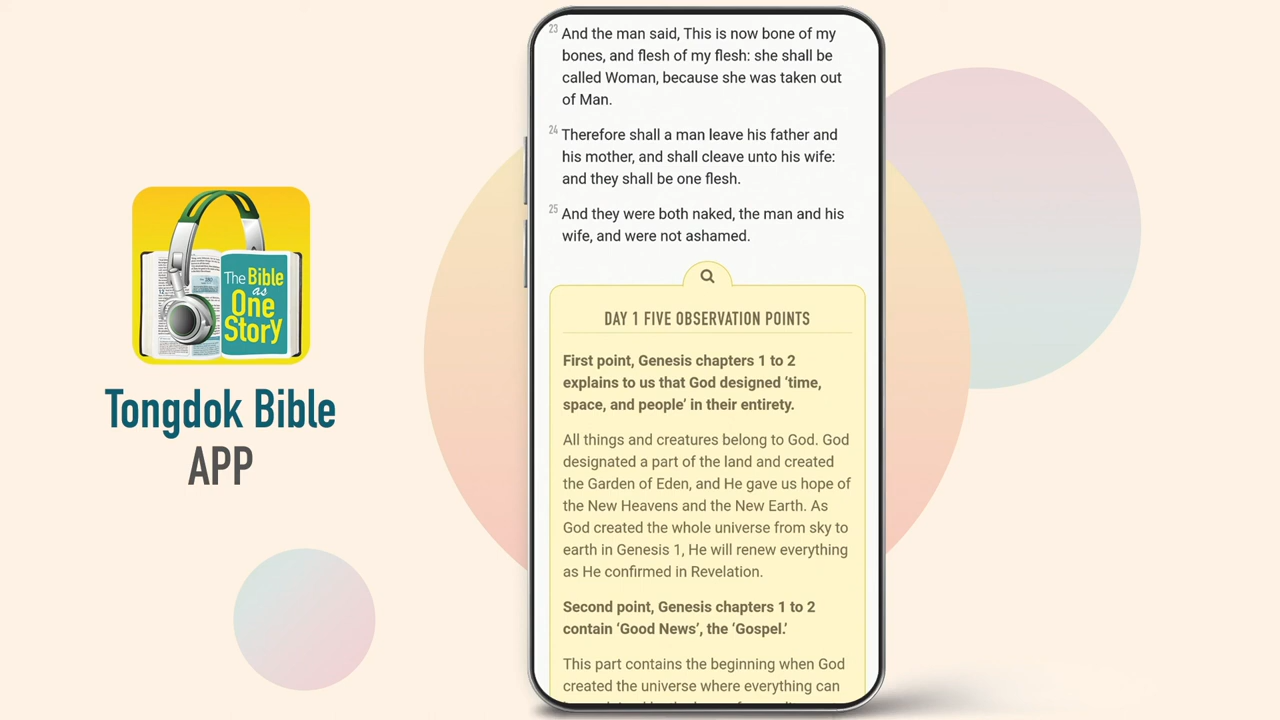 The Bible
as
One
Story
Tongdok Bible
APP
23 And the man said, This is now bone of my
bones, and flesh of my flesh: she shall be
called Woman, because she was taken out
of Man.
24 Therefore shall a man leave his father and
his mother, and shall cleave unto his wife:
and they shall be one flesh.
25 And they were both naked, the man and his
wife, and were not ashamed.
DAY 1 FIVE OBSERVATION POINTS
First point, Genesis chapters 1 to 2
explains to us that God designed ‘time,
space, and people’ in their entirety.
All things and creatures belong to God. God
designated a part of the land and created
the Garden of Eden, and He gave us hope of
the New Heavens and the New Earth. As
God created the whole universe from sky to
earth in Genesis 1, He will renew everything
as He confirmed in Revelation.
Second point, Genesis chapters 1 to 2
contain ‘Good News’, the ‘Gospel.’
This part contains the beginning when God
created the universe where everything can